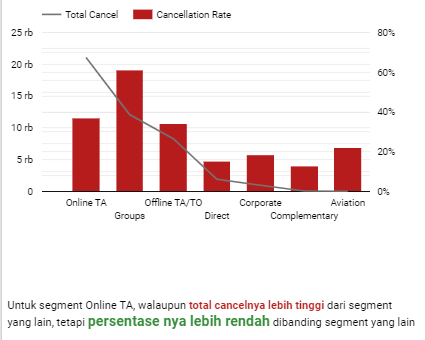 Total Cancel Cancellation Rate
25 rb 80%
20 rb 60%
15 rb 40%
10 rb 20%
5 rb 0%
0
Online TA Offline TA/TO Corporate Aviation
Groups Direct Complementary
Untuk segment Online TA, walaupun total cancelnya lebih tinggi dari segment
yang lain, tetapi persentase nya lebih rendah dibanding segment yang lain